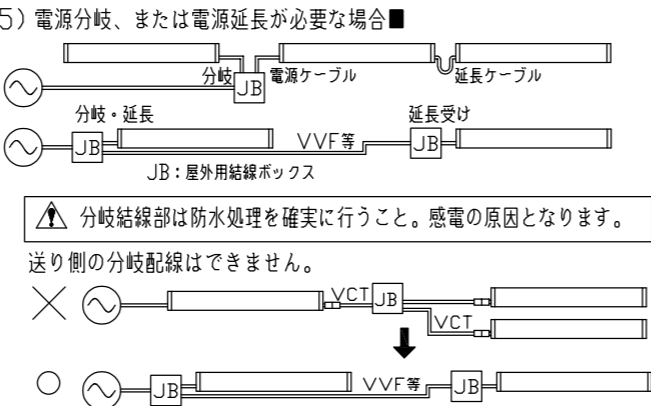 5) 電源分岐、または電源延長が必要な場合■
分岐
JB
電源ケーブル
延長ケーブル
分岐・延長
延長受け
JB
VVF等
JB
JB：屋外用結線ボックス
分岐結線部は防水処理を確実に行うこと。感電の原因となります。
送り側の分岐配線はできません。
VCT
JB
VCT
JB
VVF等
JB